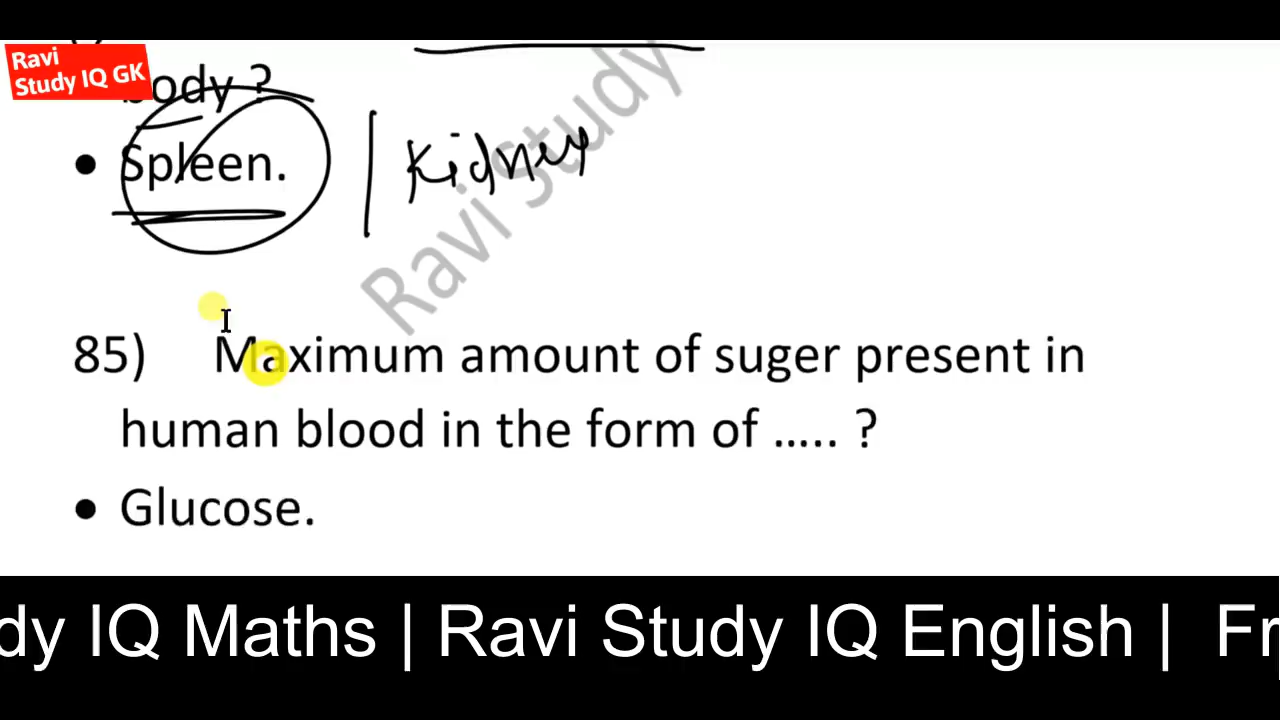 Ravi
Study IQ GK
body ?
• Spleen. | Kidney
Ravi Study
85) Maximum amount of suger present in
human blood in the form of ..... ?
• Glucose.
dy IQ Maths | Ravi Study IQ English | Fr